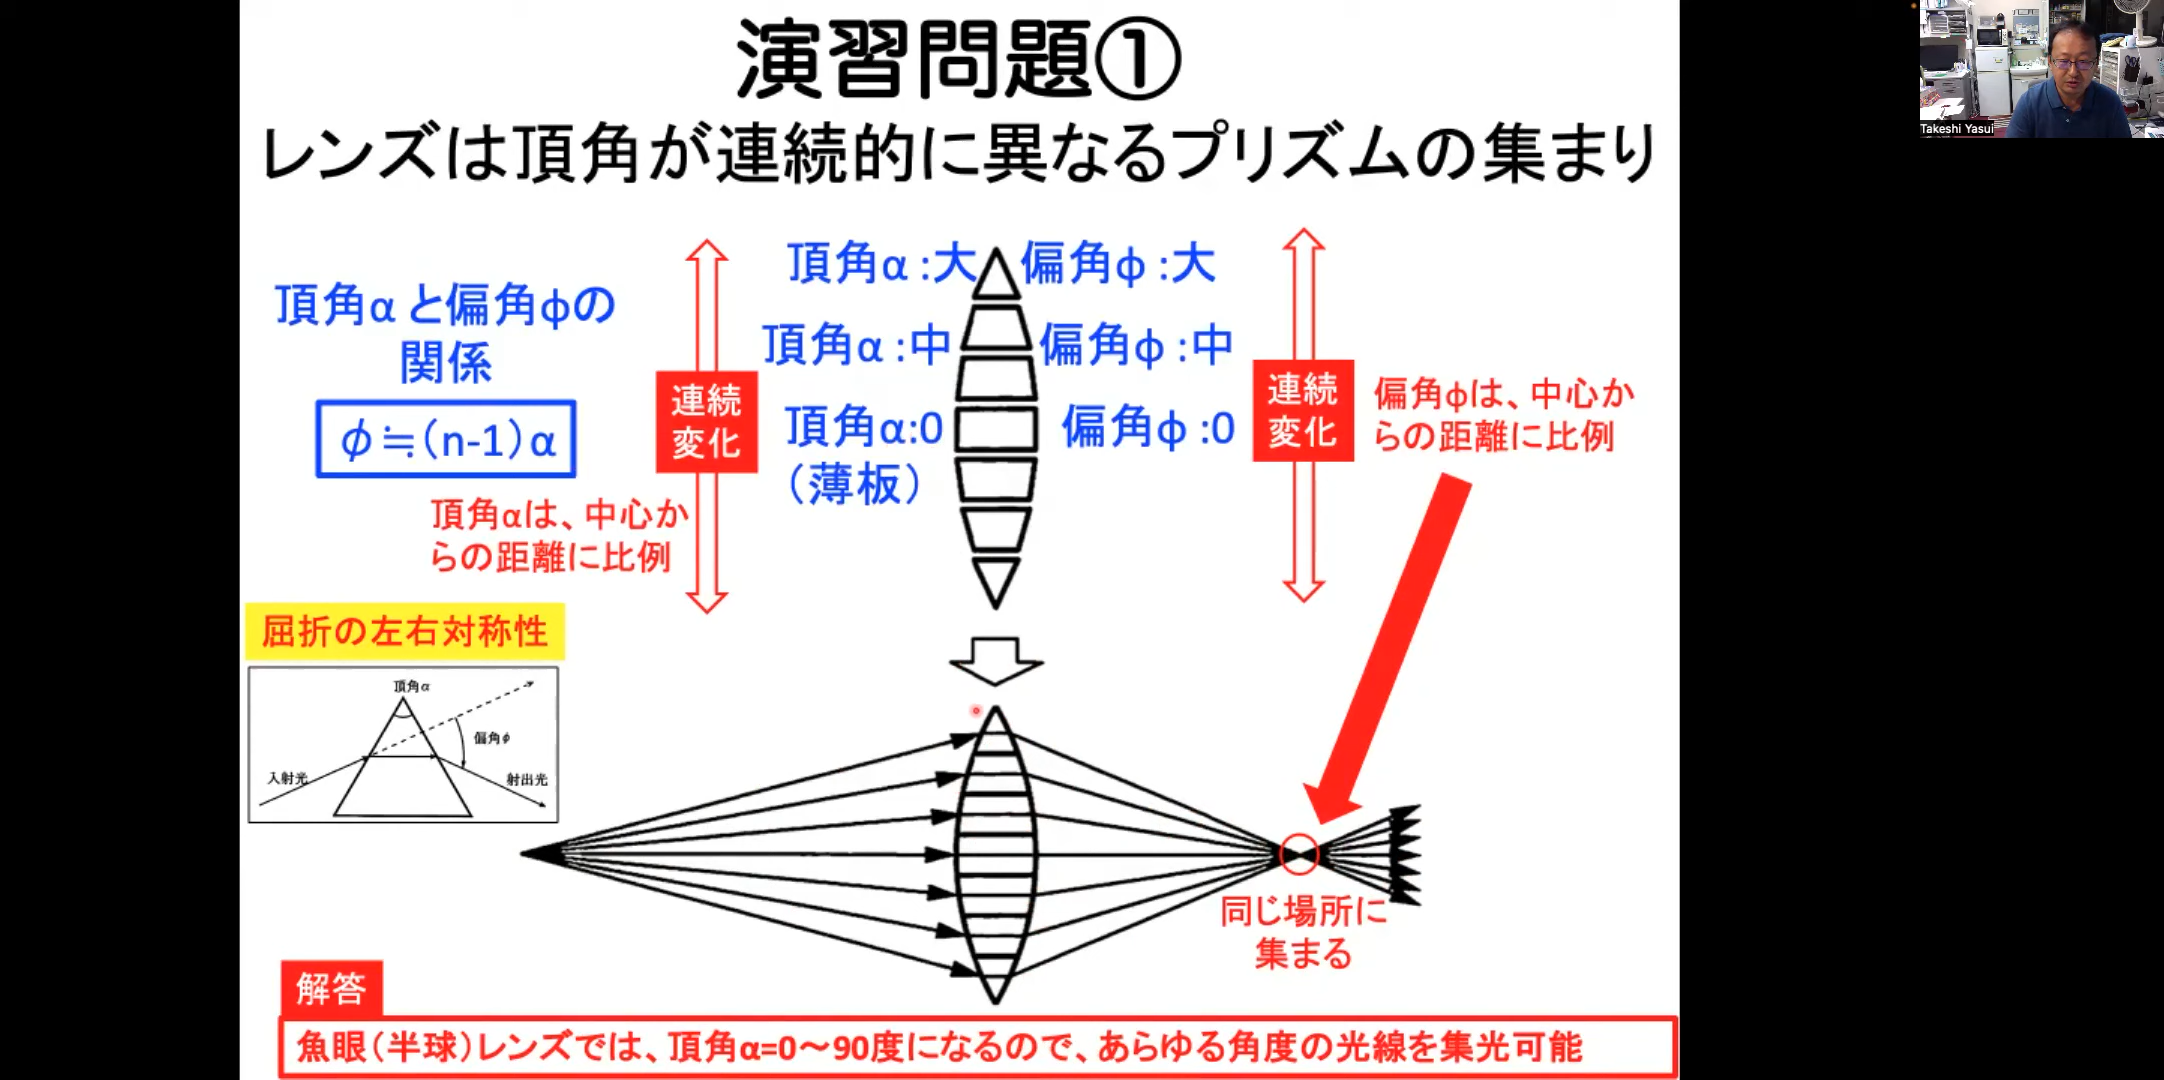 演習問題①
レンズは頂角が連続的に異なるプリズムの集まり
頂角αと偏角φの
関係
φ≒(n-1)α
頂角αは、中心か
らの距離に比例
連続
変化
頂角α:大
偏角φ:大
頂角α:中
偏角φ:中
頂角α:0
(薄板)
偏角φ:0
連続
変化
偏角φは、中心か
らの距離に比例
屈折の左右対称性
頂角α
偏角φ
入射光
射出光
同じ場所に
集まる
解答
魚眼(半球)レンズでは、頂角α=0〜90度になるので、あらゆる角度の光線を集光可能
Takeshi Yasui